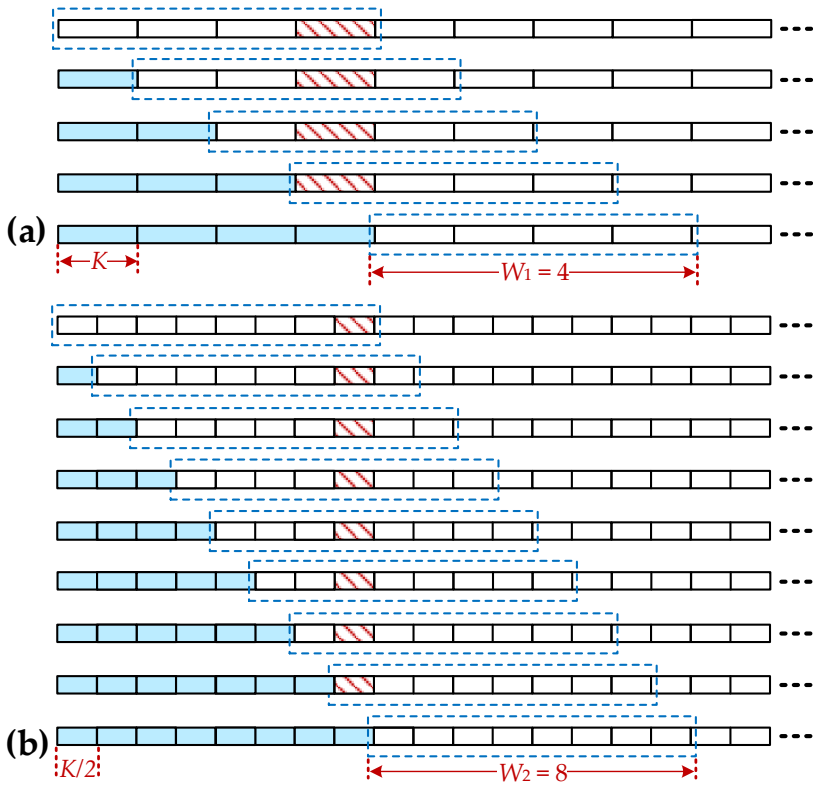 (a)
K
W₁ = 4
(b)
K/2
W₂ = 8